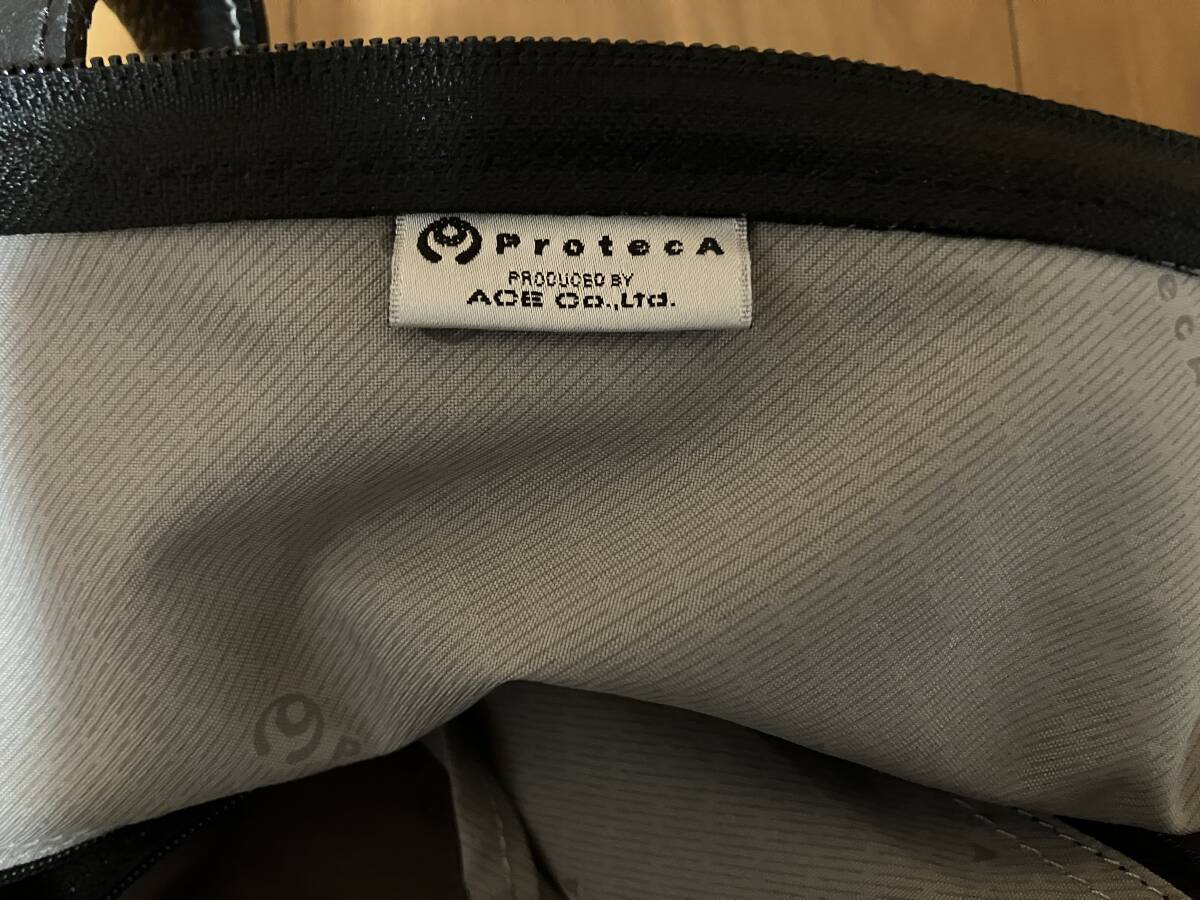 ProtecA
PRODUCED BY
ACE Co.,Ltd.
P
c A